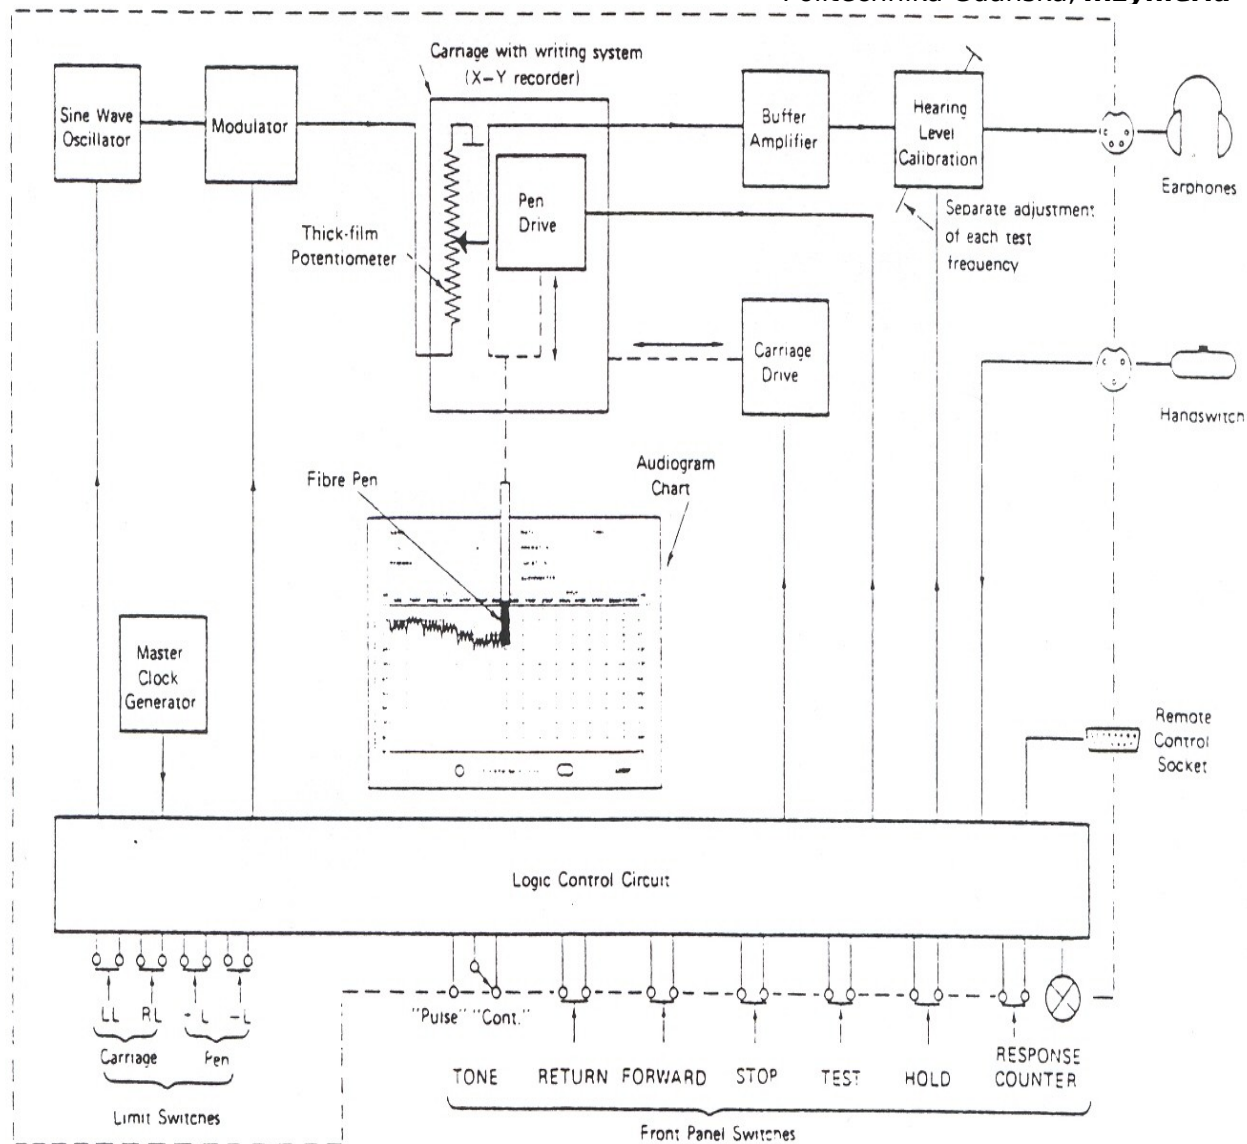 Carriage with writing system
(X-Y recorder)
Sine Wave
Oscillator
Modulator
Buffer
Amplifier
Hearing
Level
Calibration
Earphones
Pen
Drive
Thick-film
Potentiometer
Separate adjustment
of each test
frequency
Carriage
Drive
Handswitch
Fibre Pen
Audiogram
Chart
Master
Clock
Generator
Remote
Control
Socket
Logic Control Circuit
LL RL -L -L
Carriage Pen
Limit Switches
"Pulse" "Cont."
TONE RETURN FORWARD STOP TEST HOLD RESPONSE
COUNTER
Front Panel Switches